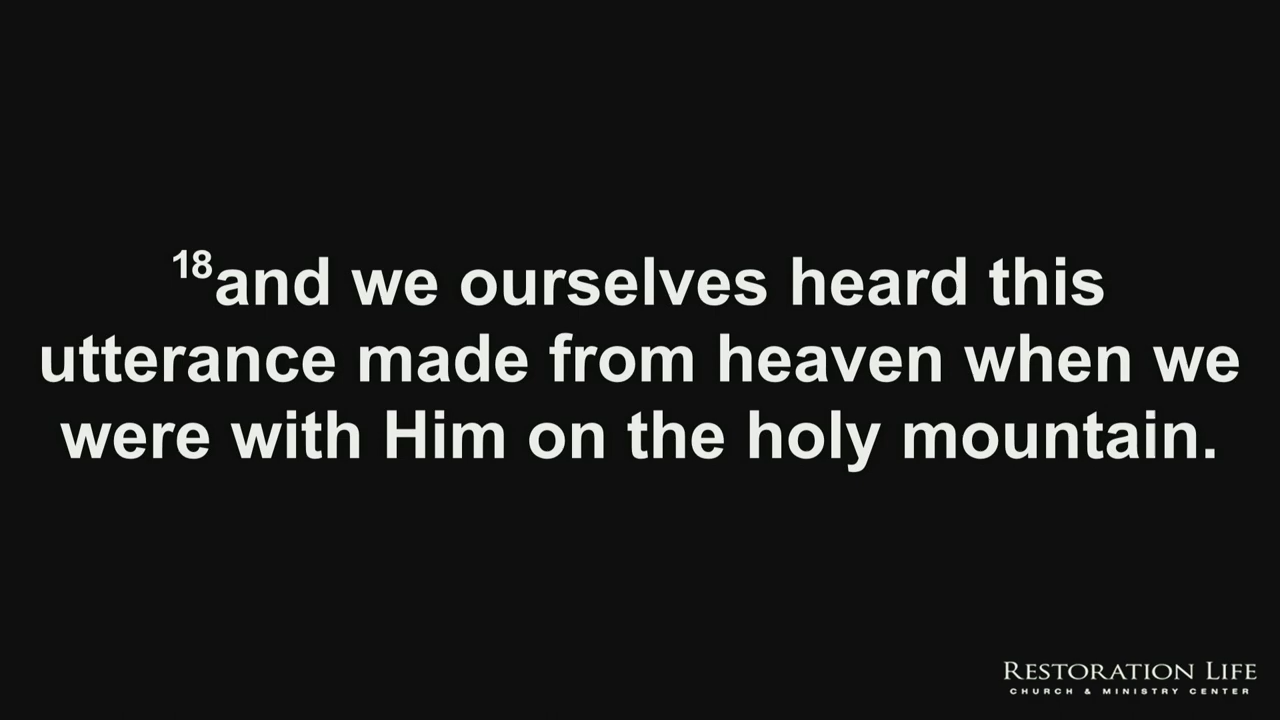 18and we ourselves heard this
utterance made from heaven when we
were with Him on the holy mountain.
RESTORATION LIFE
CHURCH & MINISTRY CENTER